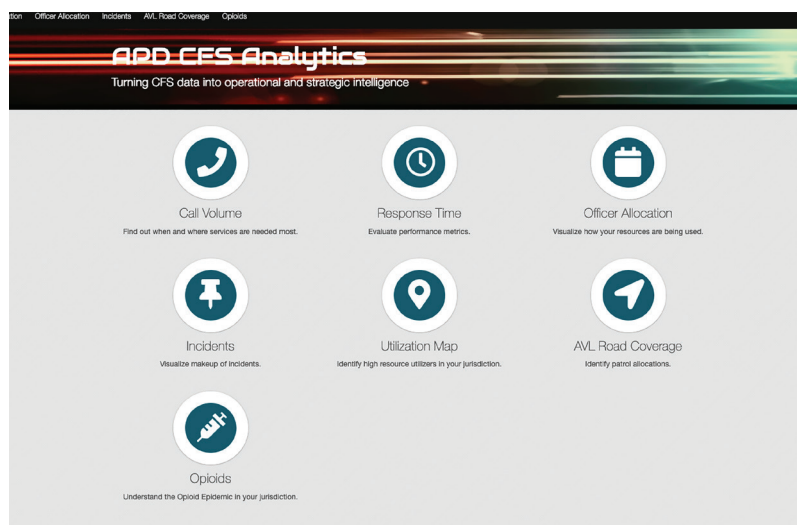 tion Officer Allocation Incidents AVL Road Coverage Opioids
APD CFS Analytics
Turning CFS data into operational and strategic intelligence
Call Volume Response Time Officer Allocation
Find out when and where services are needed most. Evaluate performance metrics. Visualize how your resources are being used.
Incidents Utilization Map AVL Road Coverage
Visualize makeup of incidents. Identify high resource utilizers in your jurisdiction. Identify patrol allocations.
Opioids
Understand the Opioid Epidemic in your jurisdiction.